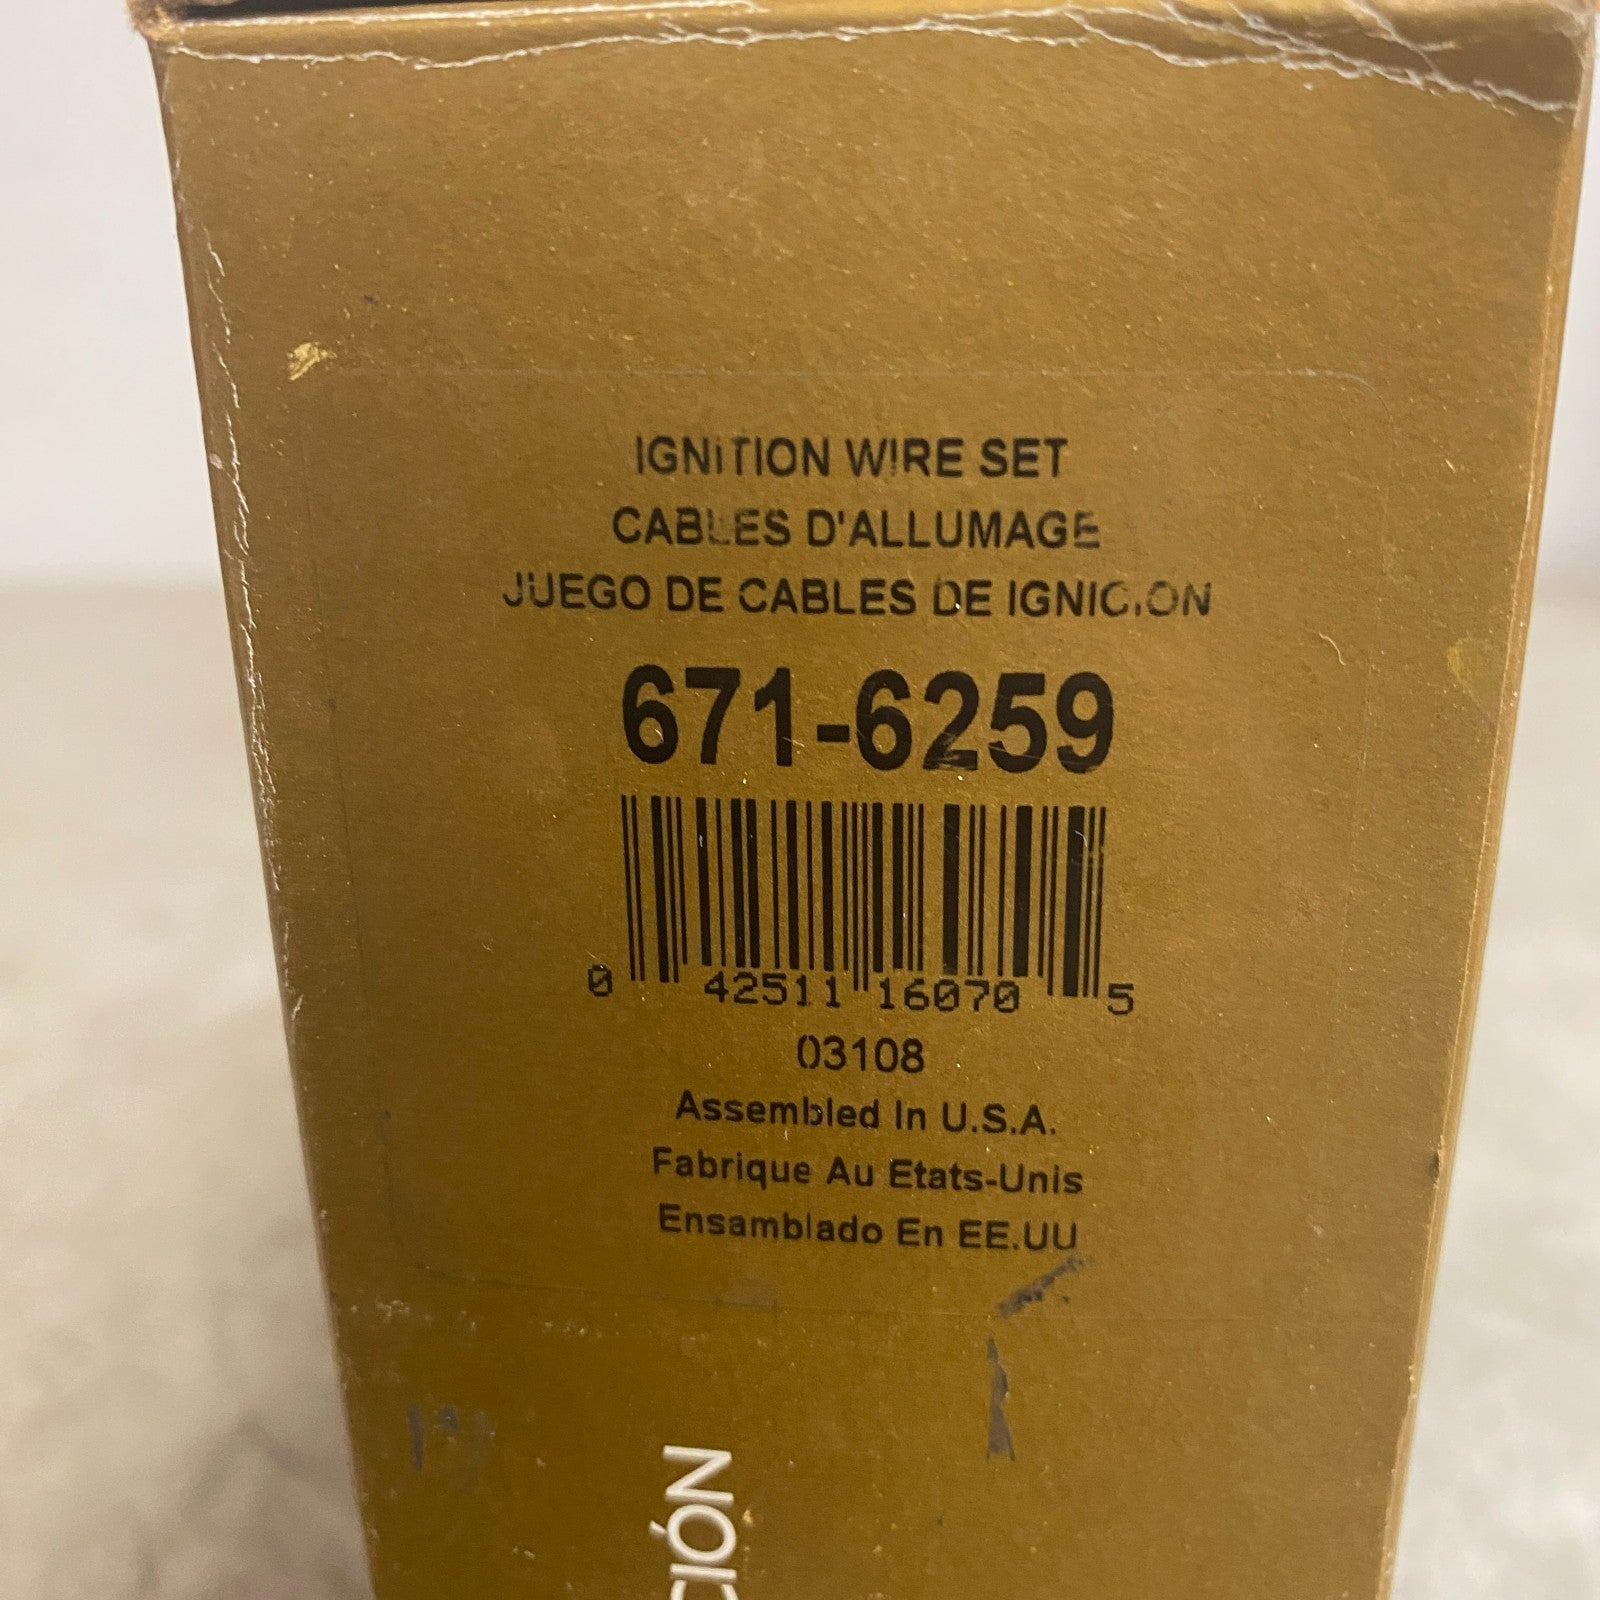 IGNITION WIRE SET
CABLES D'ALLUMAGE
JUEGO DE CABLES DE IGNICION
671-6259
0 42511 16070 5
03108
Assembled In U.S.A.
Fabrique Au Etats-Unis
Ensamblado En EE.UU